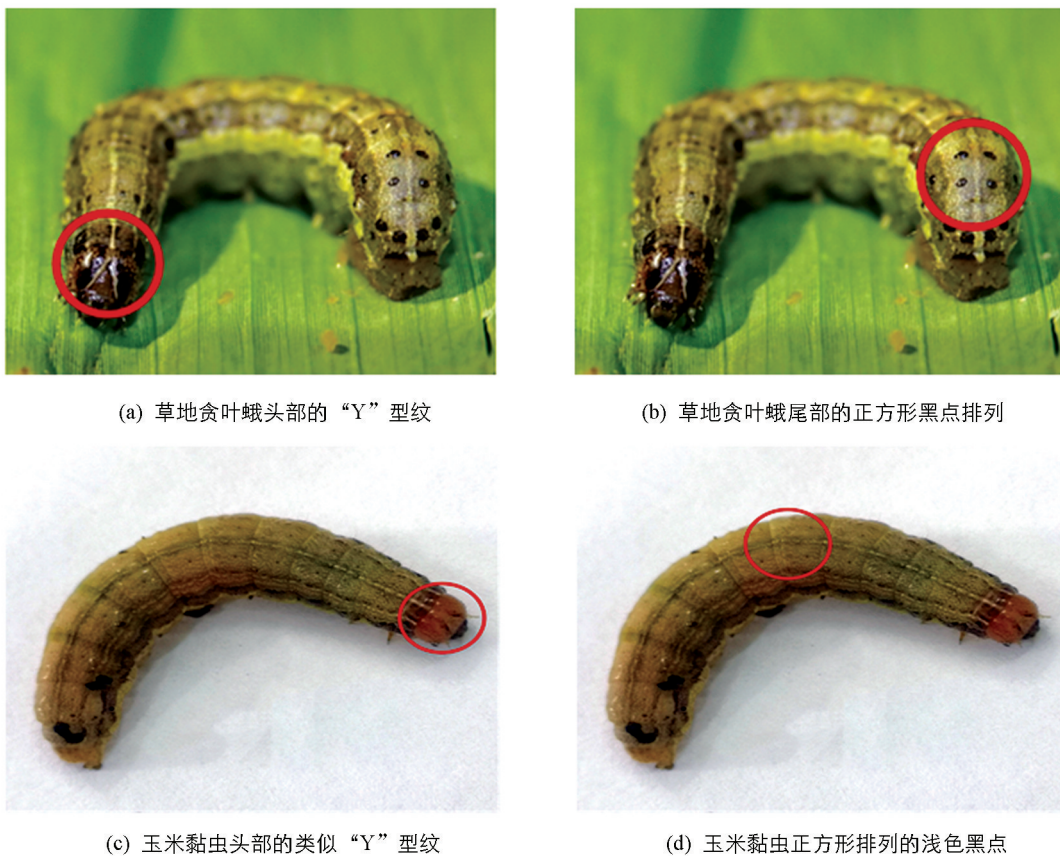 (a) 草地贪叶蛾头部的“Y”型纹
(b) 草地贪叶蛾尾部的正方形黑点排列
(c) 玉米黏虫头部的类似“Y”型纹
(d) 玉米黏虫正方形排列的浅色黑点